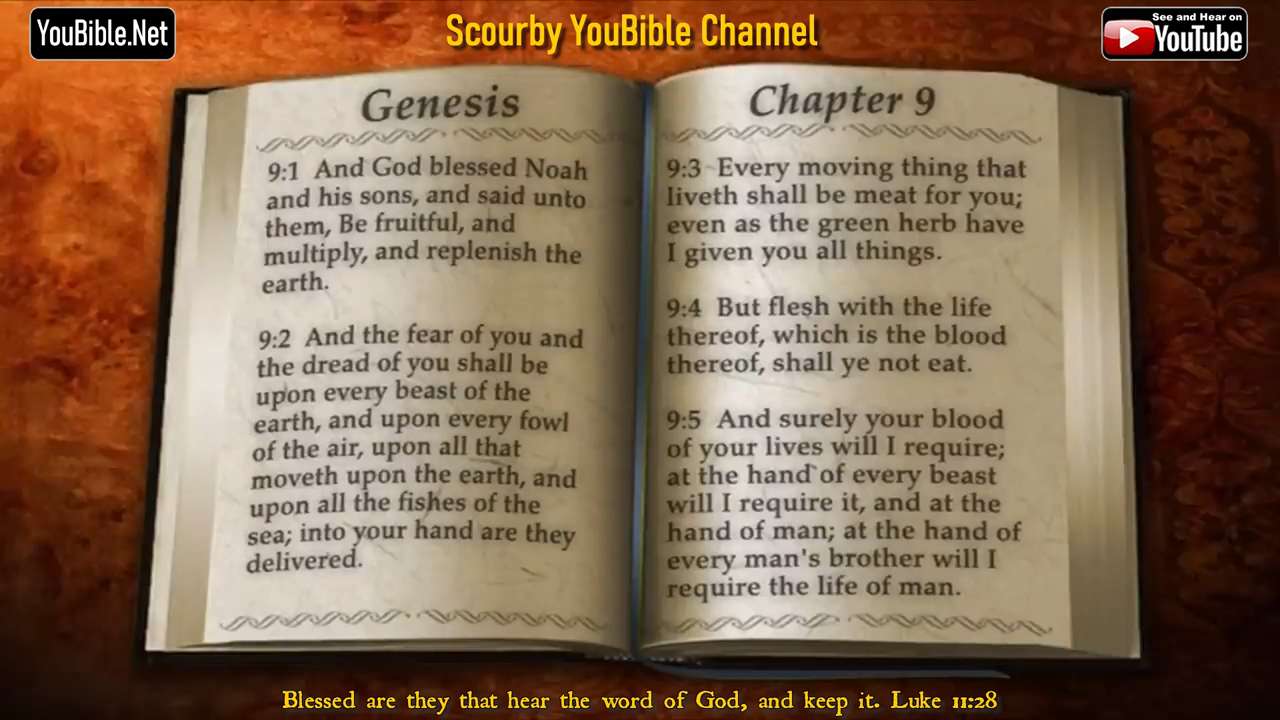 YouBible.Net
Scourby YouBible Channel
See and Hear on
YouTube
Genesis
9:1 And God blessed Noah
and his sons, and said unto
them, Be fruitful, and
multiply, and replenish the
earth.
9:2 And the fear of you and
the dread of you shall be
upon every beast of the
earth, and upon every fowl
of the air, upon all that
moveth upon the earth, and
upon all the fishes of the
sea; into your hand are they
delivered.
Chapter 9
9:3 Every moving thing that
liveth shall be meat for you;
even as the green herb have
I given you all things.
9:4 But flesh with the life
thereof, which is the blood
thereof, shall ye not eat.
9:5 And surely your blood
of your lives will I require;
at the hand of every beast
will I require it, and at the
hand of man; at the hand of
every man's brother will I
require the life of man.
Blessed are they that hear the word of God, and keep it. Luke 11:28